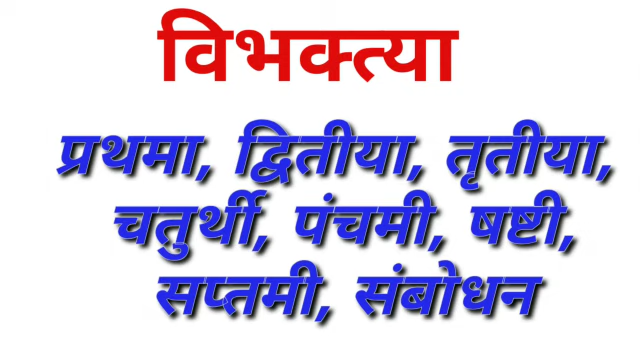 विभक्त्या
प्रथमा, द्वितीया, तृतीया,
चतुर्थी, पंचमी, षष्टी,
सप्तमी, संबोधन